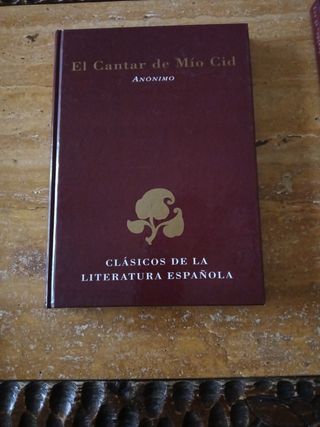 El Cantar de Mío Cid
ANÓNIMO
CLÁSICOS DE LA
LITERATURA ESPAÑOLA